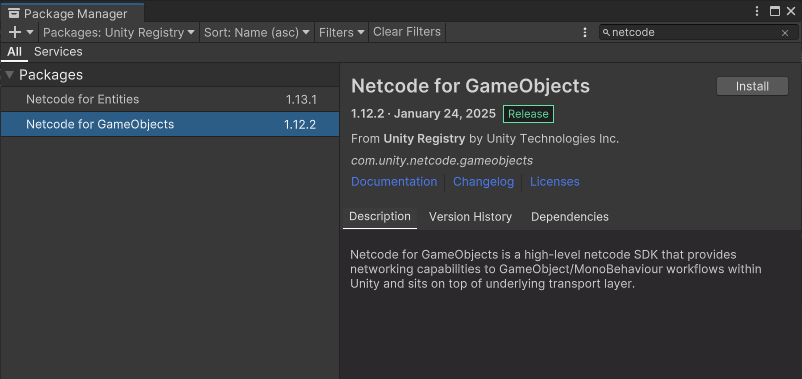 Package Manager
Packages: Unity Registry
Sort: Name (asc)
Filters
Clear Filters
netcode
All
Services
Packages
Netcode for Entities 1.13.1
Netcode for GameObjects 1.12.2
Netcode for GameObjects
Install
1.12.2 · January 24, 2025 Release
From Unity Registry by Unity Technologies Inc.
com.unity.netcode.gameobjects
Documentation Changelog Licenses
Description Version History Dependencies
Netcode for GameObjects is a high-level netcode SDK that provides
networking capabilities to GameObject/MonoBehaviour workflows within
Unity and sits on top of underlying transport layer.